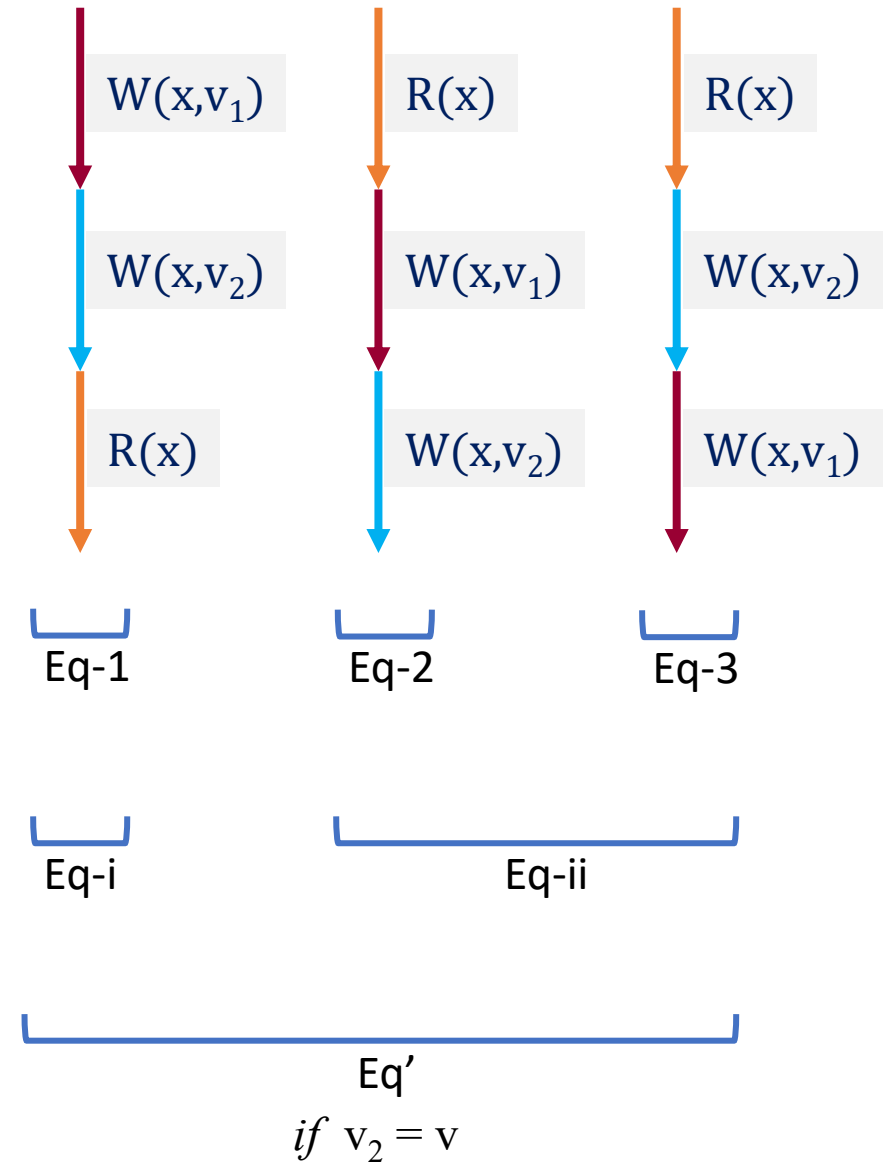 W(x,v₁)
R(x)
R(x)
W(x,v₂)
W(x,v₁)
W(x,v₂)
R(x)
W(x,v₂)
W(x,v₁)
Eq-1
Eq-2
Eq-3
Eq-i
Eq-ii
Eq’
if v₂ = v